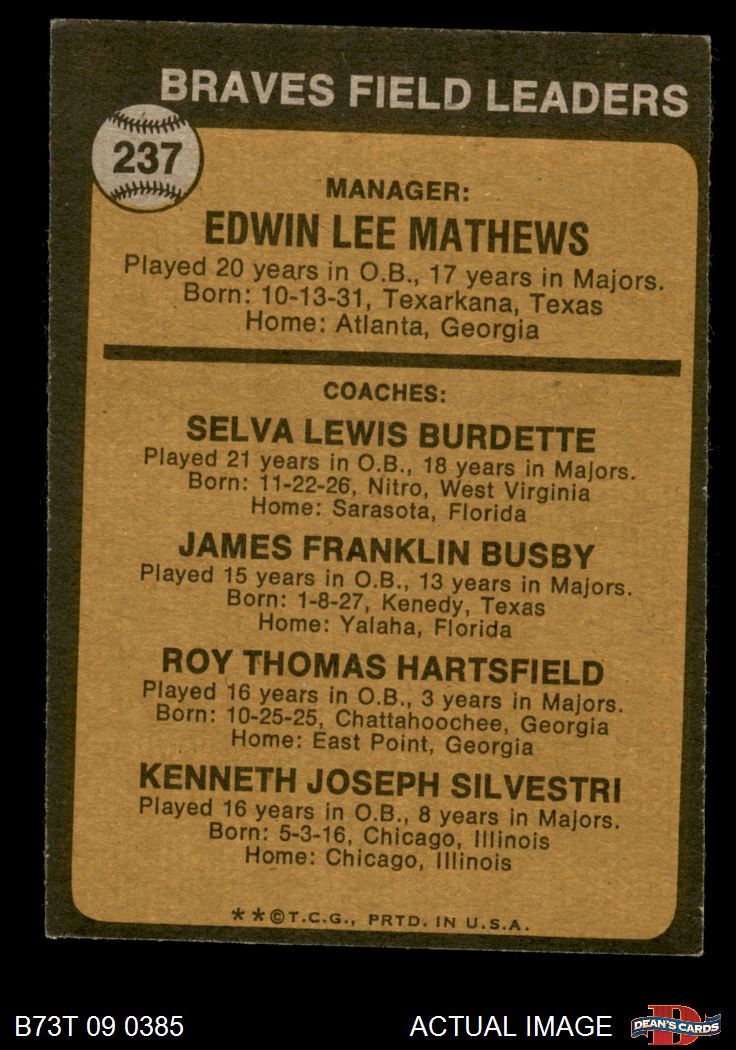 BRAVES FIELD LEADERS
237
MANAGER:
EDWIN LEE MATHEWS
Played 20 years in O.B., 17 years in Majors.
Born: 10-13-31, Texarkana, Texas
Home: Atlanta, Georgia
COACHES:
SELVA LEWIS BURDETTE
Played 21 years in O.B., 18 years in Majors.
Born: 11-22-26, Nitro, West Virginia
Home: Sarasota, Florida
JAMES FRANKLIN BUSBY
Played 15 years in O.B., 13 years in Majors.
Born: 1-8-27, Kenedy, Texas
Home: Yalaha, Florida
ROY THOMAS HARTSFIELD
Played 16 years in O.B., 3 years in Majors.
Born: 10-25-25, Chattahoochee, Georgia
Home: East Point, Georgia
KENNETH JOSEPH SILVESTRI
Played 16 years in O.B., 8 years in Majors.
Born: 5-3-16, Chicago, Illinois
Home: Chicago, Illinois
**©T.C.G., PRTD. IN U.S.A.
B73T 09 0385
ACTUAL IMAGE
D
DEAN'S CARDS